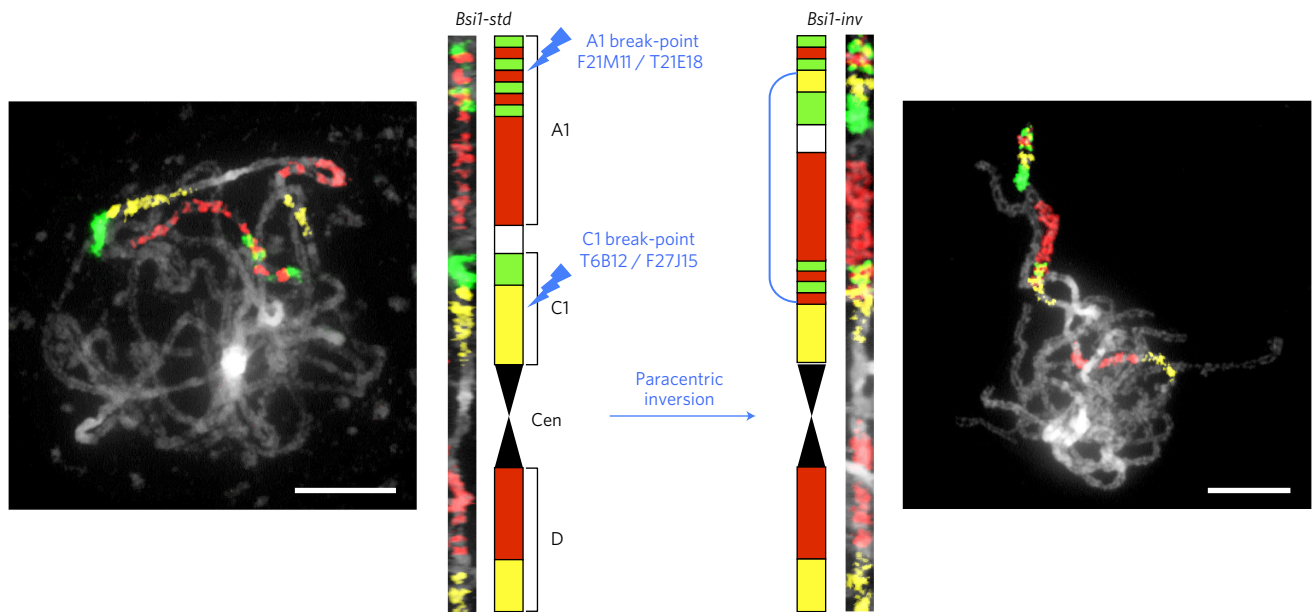 Bsi1-std
Bsi1-inv
A1 break-point
F21M11 / T21E18
A1
C1 break-point
T6B12 / F27J15
C1
Paracentric
inversion
Cen
D